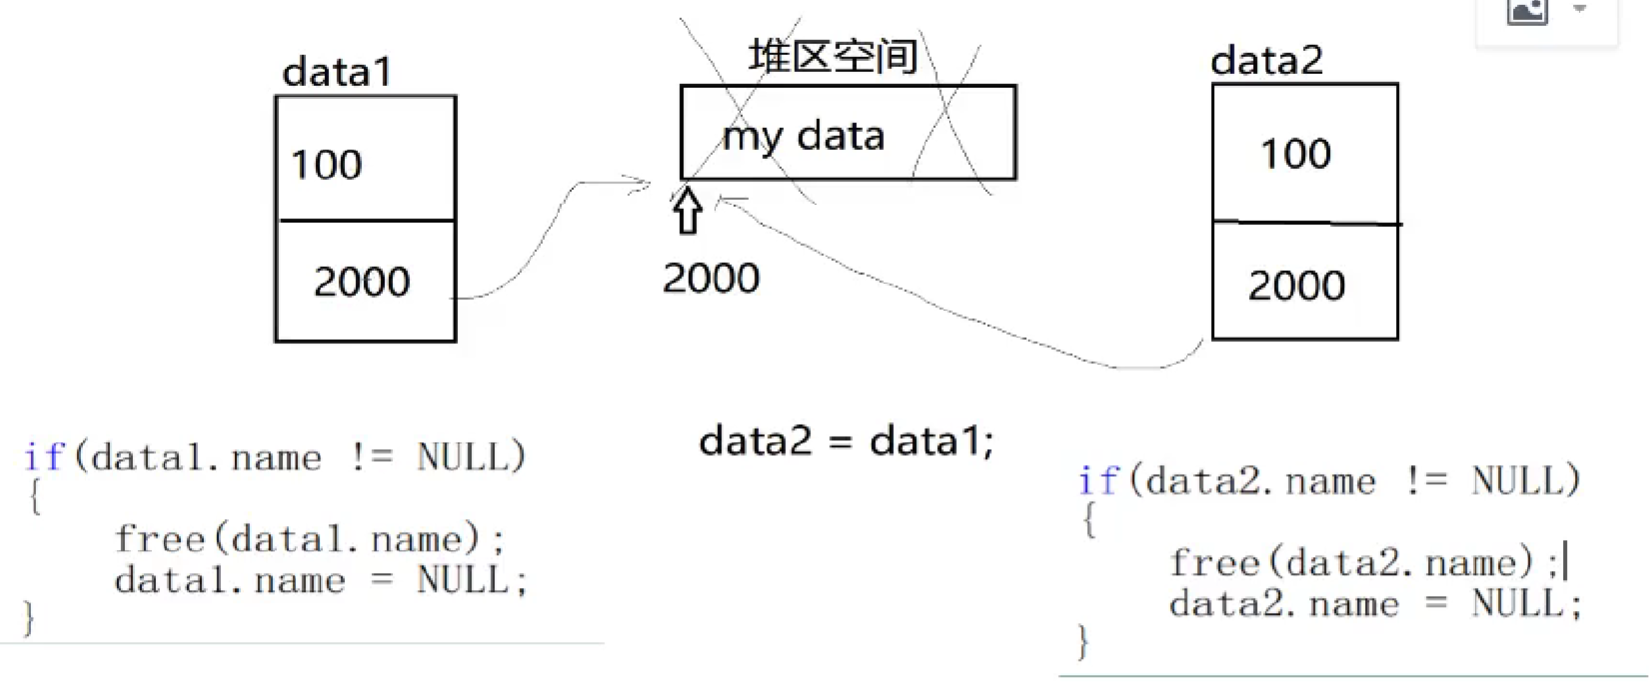 data1
堆区空间
data2
100
my data
100
2000
2000
2000
data2 = data1;
if(data1.name != NULL)
{
free(data1.name);
data1.name = NULL;
}
if(data2.name != NULL)
{
free(data2.name);
data2.name = NULL;
}